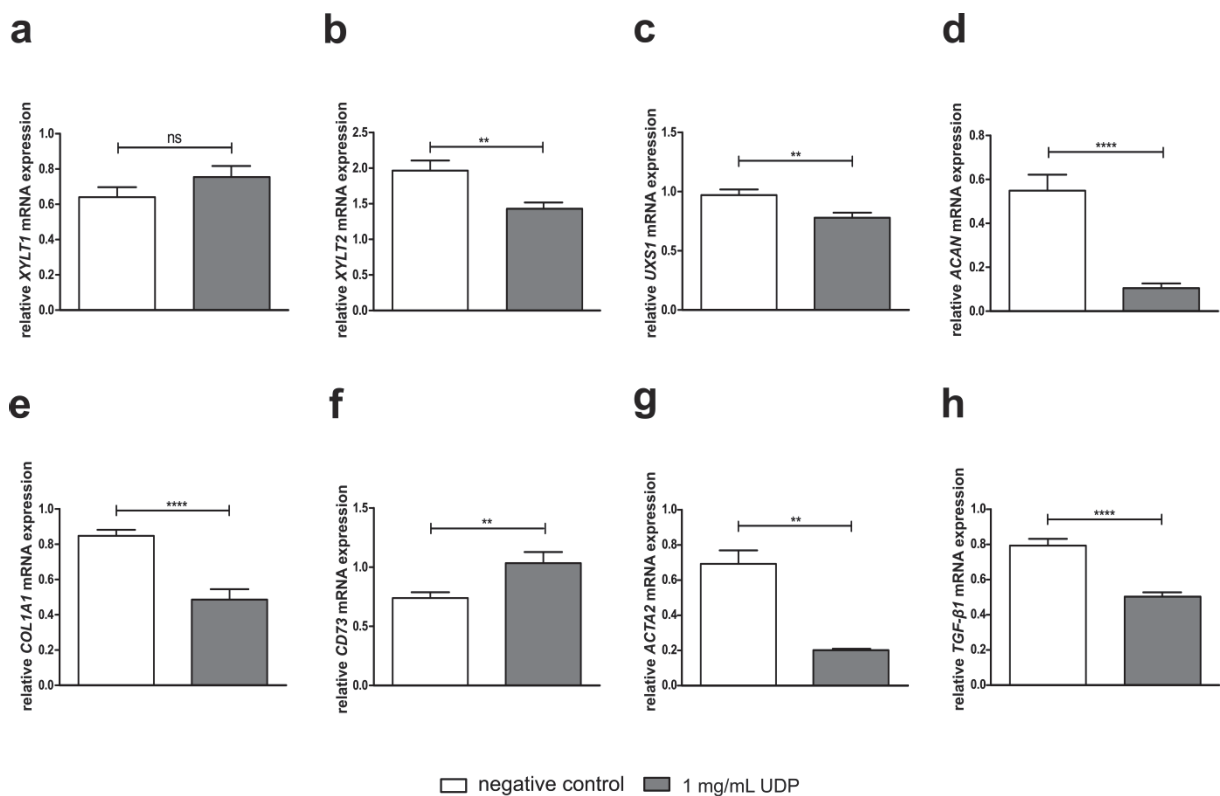 a
b
c
d
relative XYLT1 mRNA expression
1.0
0.8
0.6
0.4
0.2
0.0
ns
relative XYLT2 mRNA expression
2.5
2.0
1.5
1.0
0.5
0.0
**
relative UXS1 mRNA expression
1.5
1.0
0.5
0.0
**
relative ACAN mRNA expression
0.8
0.6
0.4
0.2
0.0
****
e
f
g
h
relative COL1A1 mRNA expression
1.0
0.8
0.6
0.4
0.2
0.0
****
relative CD73 mRNA expression
1.5
1.0
0.5
0.0
**
relative ACTA2 mRNA expression
1.0
0.8
0.6
0.4
0.2
0.0
**
relative TGF-β1 mRNA expression
1.0
0.8
0.6
0.4
0.2
0.0
****
negative control 1 mg/mL UDP